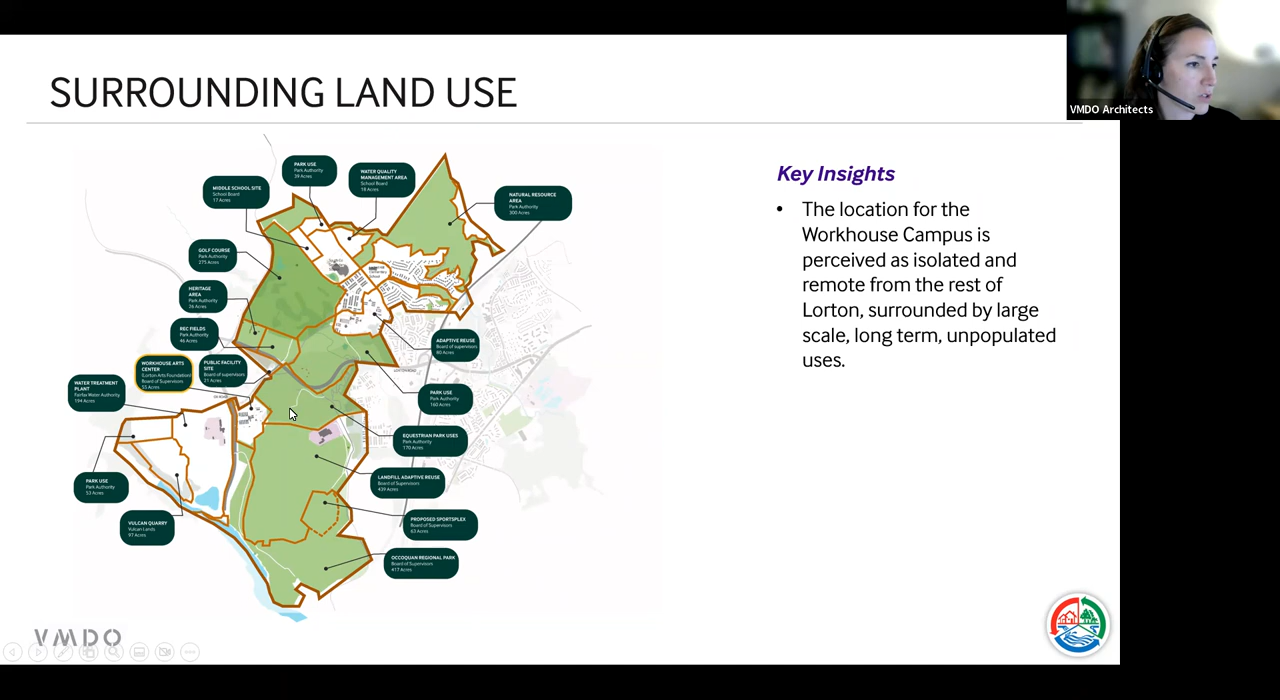 SURROUNDING LAND USE
VMDO Architects
Key Insights
• The location for the
Workhouse Campus is
perceived as isolated and
remote from the rest of
Lorton, surrounded by large
scale, long term, unpopulated
uses.
PARK USE
Park Authority
39 Acres
WATER QUALITY
MANAGEMENT AREA
School Board
18 Acres
MIDDLE SCHOOL SITE
School Board
17 Acres
NATURAL RESOURCE
AREA
Park Authority
300 Acres
GOLF COURSE
Park Authority
275 Acres
HERITAGE
AREA
Park Authority
26 Acres
REC FIELDS
Park Authority
46 Acres
ADAPTIVE REUSE
Board of supervisors
80 Acres
WORKHOUSE ARTS
CENTER
(Lorton Arts Foundation)
Board of Supervisors
55 Acres
PUBLIC FACILITY
SITE
Board of supervisors
21 Acres
WATER TREATMENT
PLANT
Fairfax Water Authority
194 Acres
PARK USE
Park Authority
160 Acres
EQUESTRIAN PARK USES
Park Authority
170 Acres
LANDFILL ADAPTIVE REUSE
Board of Supervisors
439 Acres
PARK USE
Park Authority
53 Acres
VULCAN QUARRY
Vulcan Lands
97 Acres
PROPOSED SPORTSPLEX
Board of Supervisors
63 Acres
OCCOQUAN REGIONAL PARK
Board of Supervisors
417 Acres
VMDO